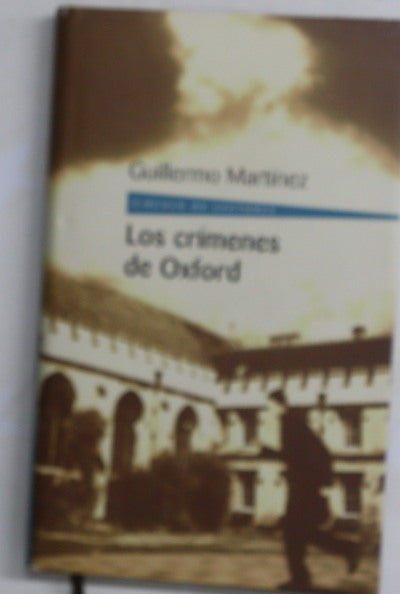 Guillermo Martínez
Los crímenes
de Oxford